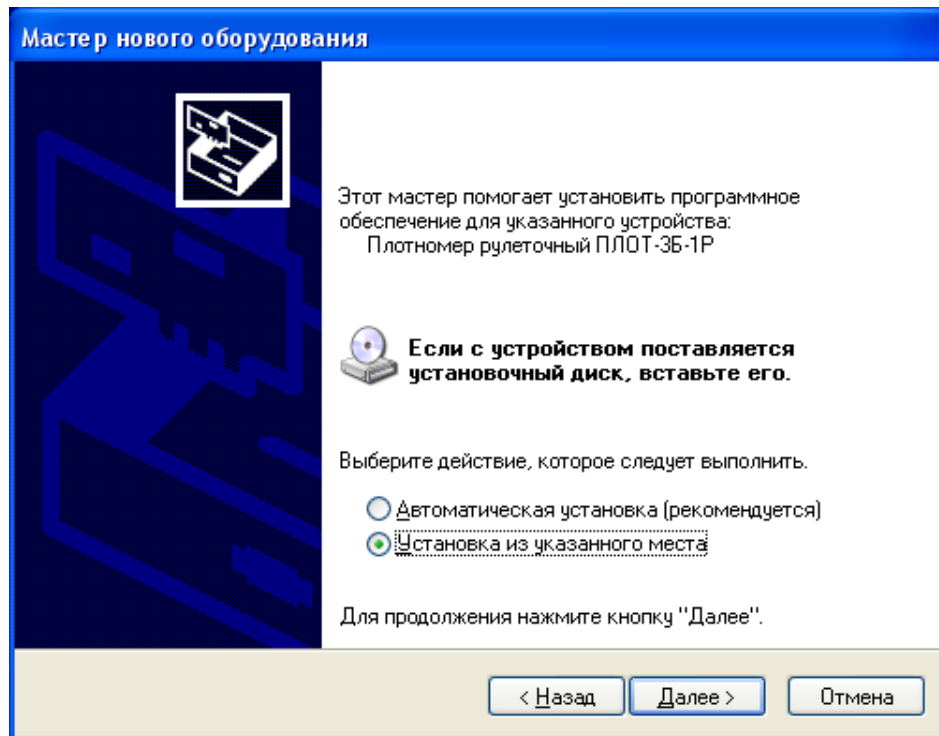 Мастер нового оборудования
Этот мастер помогает установить программное
обеспечение для указанного устройства:
Плотномер рулеточный ПЛОТ-3Б-1Р
Если с устройством поставляется
установочный диск, вставьте его.
Выберите действие, которое следует выполнить.
Автоматическая установка (рекомендуется)
Установка из указанного места
Для продолжения нажмите кнопку "Далее".
< Назад Далее > Отмена